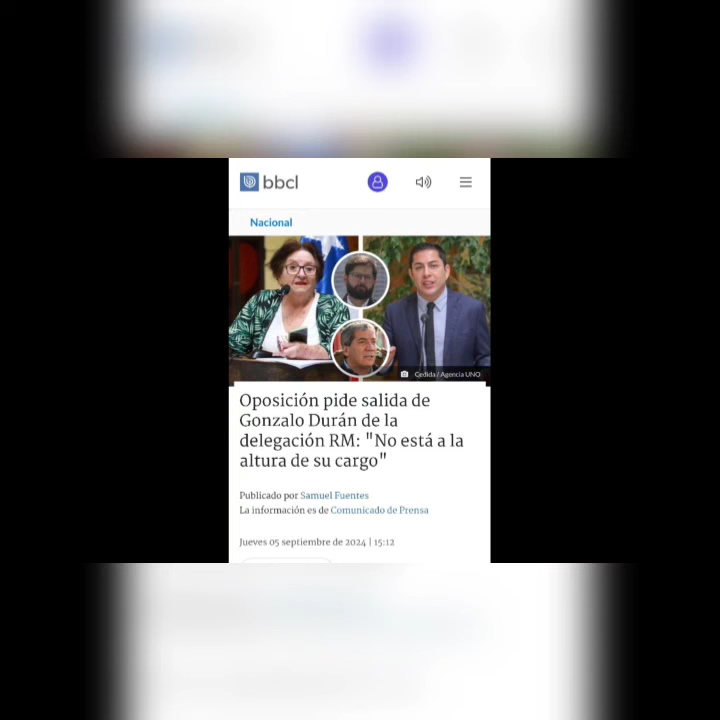 bbcl
Nacional
Cedida / Agencia UNO
Oposición pide salida de
Gonzalo Durán de la
delegación RM: "No está a la
altura de su cargo"
Publicado por Samuel Fuentes
La información es de Comunicado de Prensa
Jueves 05 septiembre de 2024 | 15:12